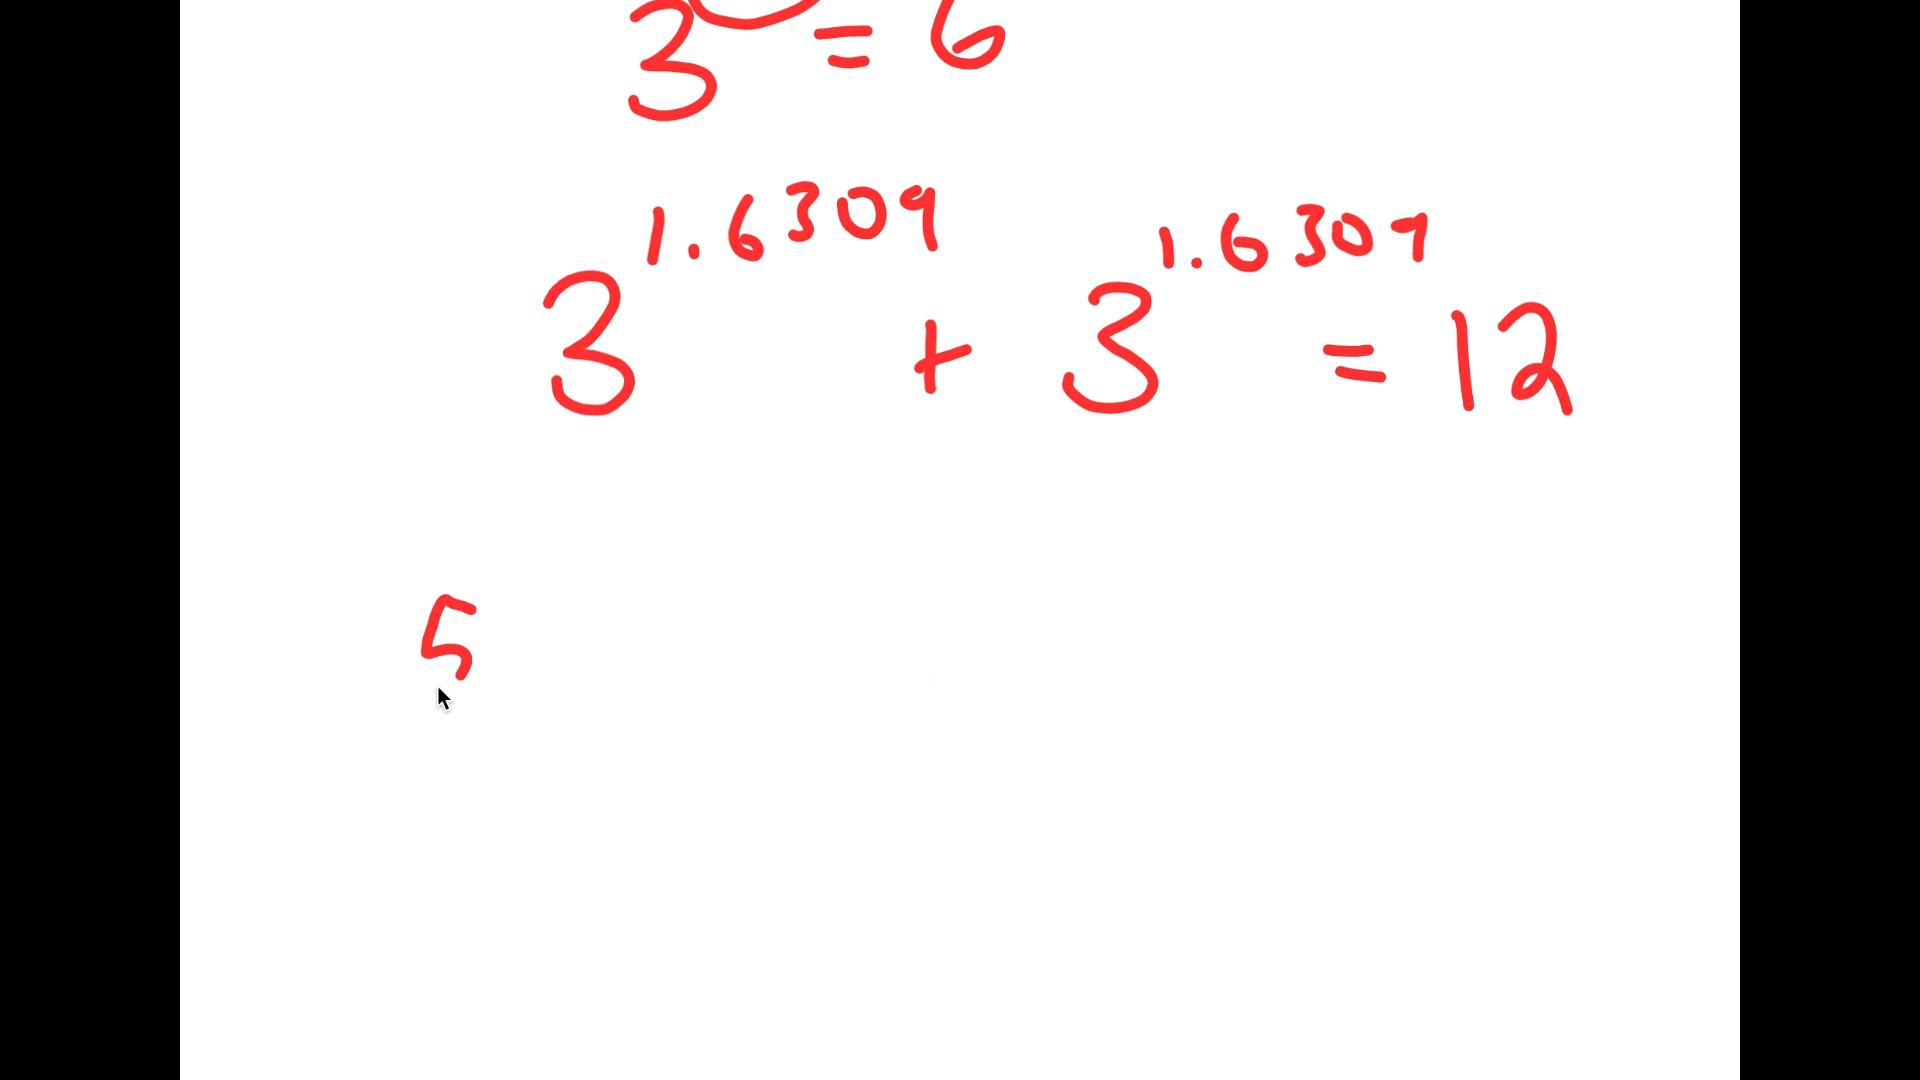 3 = 6
3^1.6309 + 3^1.6309 = 12
5